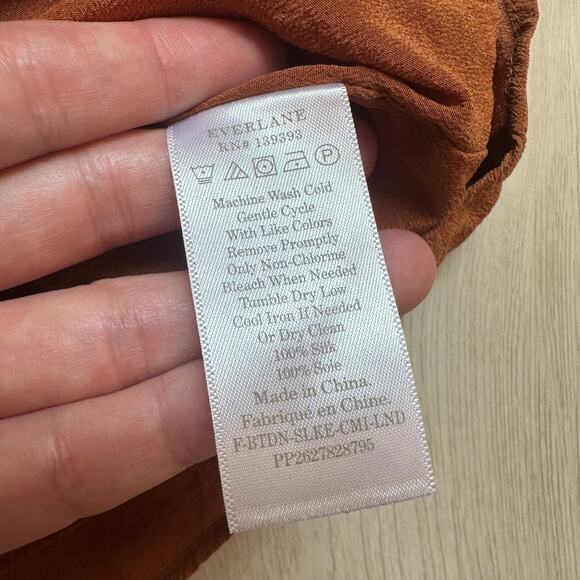 EVERLANE
RN# 139393
P
Machine Wash Cold
Gentle Cycle
With Like Colors
Remove Promptly
Only Non-Chlorine
Bleach When Needed
Tumble Dry Low
Cool Iron If Needed
Or Dry Clean
100% Silk
100% Soie
Made in China.
Fabriqué en Chine.
F-BTDN-SLKE-CMI-LND
PP2627828795